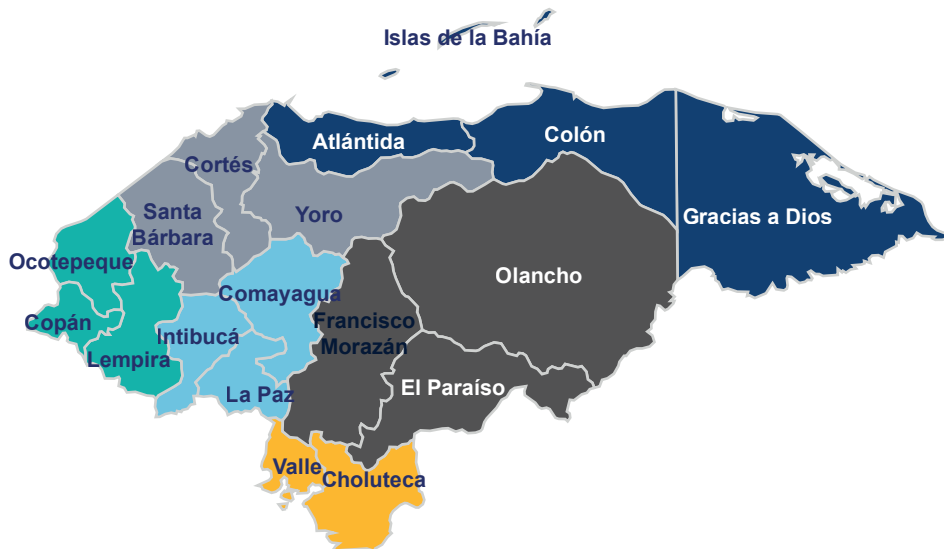 Islas de la Bahía
Atlántida
Colón
Cortés
Santa
Bárbara
Yoro
Gracias a Dios
Ocotepeque
Olancho
Comayagua
Copán
Intibucá
Francisco
Morazán
Lempira
La Paz
El Paraíso
Valle
Choluteca